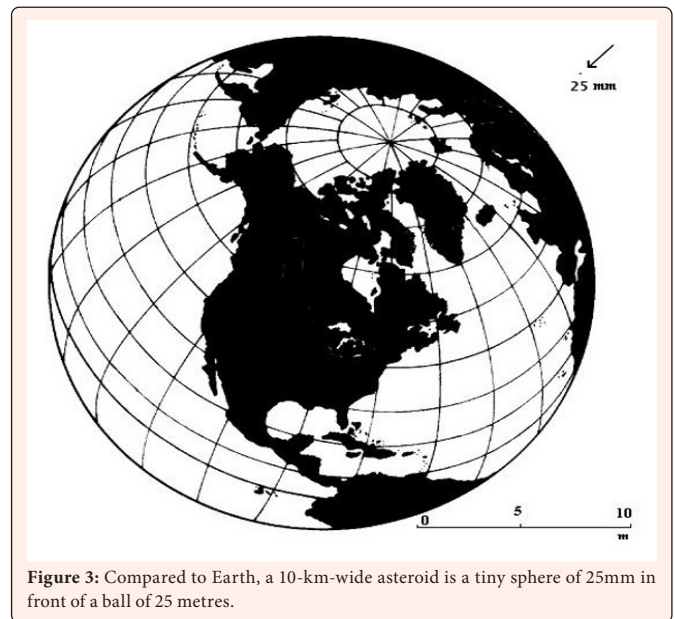 25 mm
0 5 10
m
Figure 3: Compared to Earth, a 10-km-wide asteroid is a tiny sphere of 25mm in
front of a ball of 25 metres.